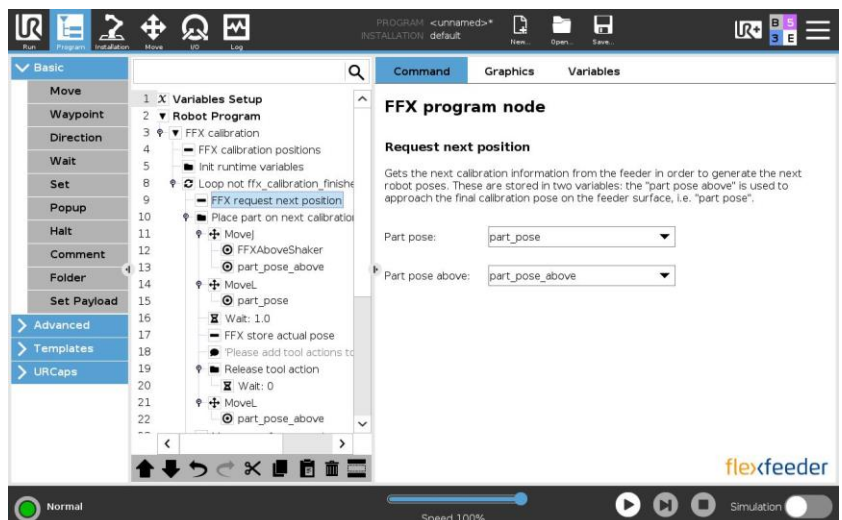 PROGRAM <unnamed>*
INSTALLATION default
Run
Program
Installation
Move
I/O
Log
New...
Open...
Save...
UR+
B 5
3 E
Basic
Move
Waypoint
Direction
Wait
Set
Popup
Halt
Comment
Folder
Set Payload
Advanced
Templates
URCaps
1 X Variables Setup
2 Robot Program
3 FFX calibration
4 FFX calibration positions
5 Init runtime variables
8 Loop not ffx_calibration_finishe
9 FFX request next position
10 Place part on next calibration
11 MoveJ
12 FFXAboveShaker
13 part_pose_above
14 MoveL
15 part_pose
16 Wait: 1.0
17 FFX store actual pose
18 'Please add tool actions to
19 Release tool action
20 Wait: 0
21 MoveL
22 part_pose_above
Command Graphics Variables
FFX program node
Request next position
Gets the next calibration information from the feeder in order to generate the next
robot poses. These are stored in two variables: the "part pose above" is used to
approach the final calibration pose on the feeder surface, i.e. "part pose".
Part pose: part_pose
Part pose above: part_pose_above
flexfeeder
Normal
Speed 100%
Simulation